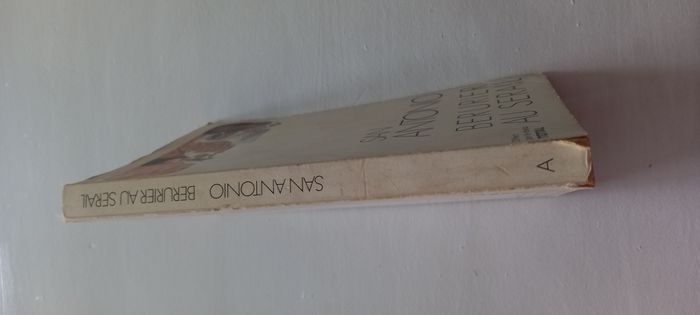 SAN
ANTONIO
BERURIER
AU SERAIL
A
SAN ANTONIO BERURIER AU SERAIL